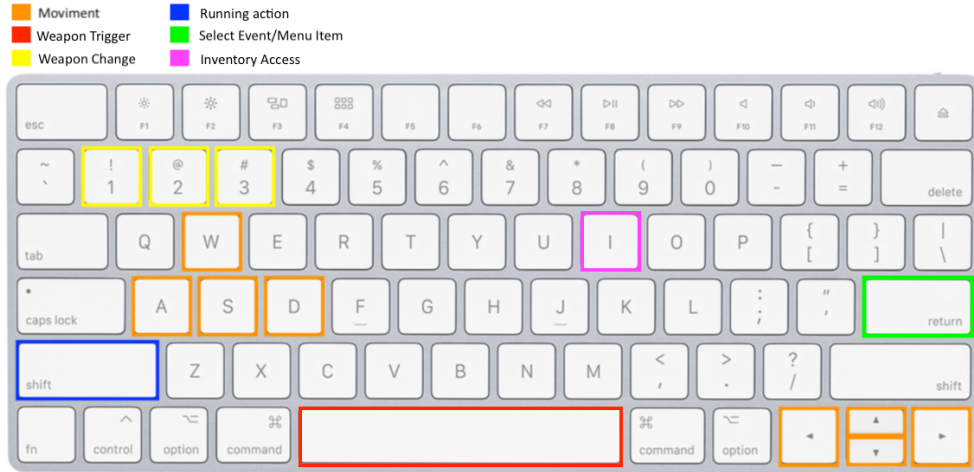 Moviment
Running action
Weapon Trigger
Select Event/Menu Item
Weapon Change
Inventory Access
esc F1 F2 F3 F4 F5 F6 F7 F8 F9 F10 F11 F12
~ ! @ # $ % ^ & * ( ) — +
` 1 2 3 4 5 6 7 8 9 0 - = delete
tab Q W E R T Y U I O P { [ } ] | \
caps lock A S D F G H J K L : ; " ' return
shift Z X C V B N M < , > . ? / shift
fn control option command command option